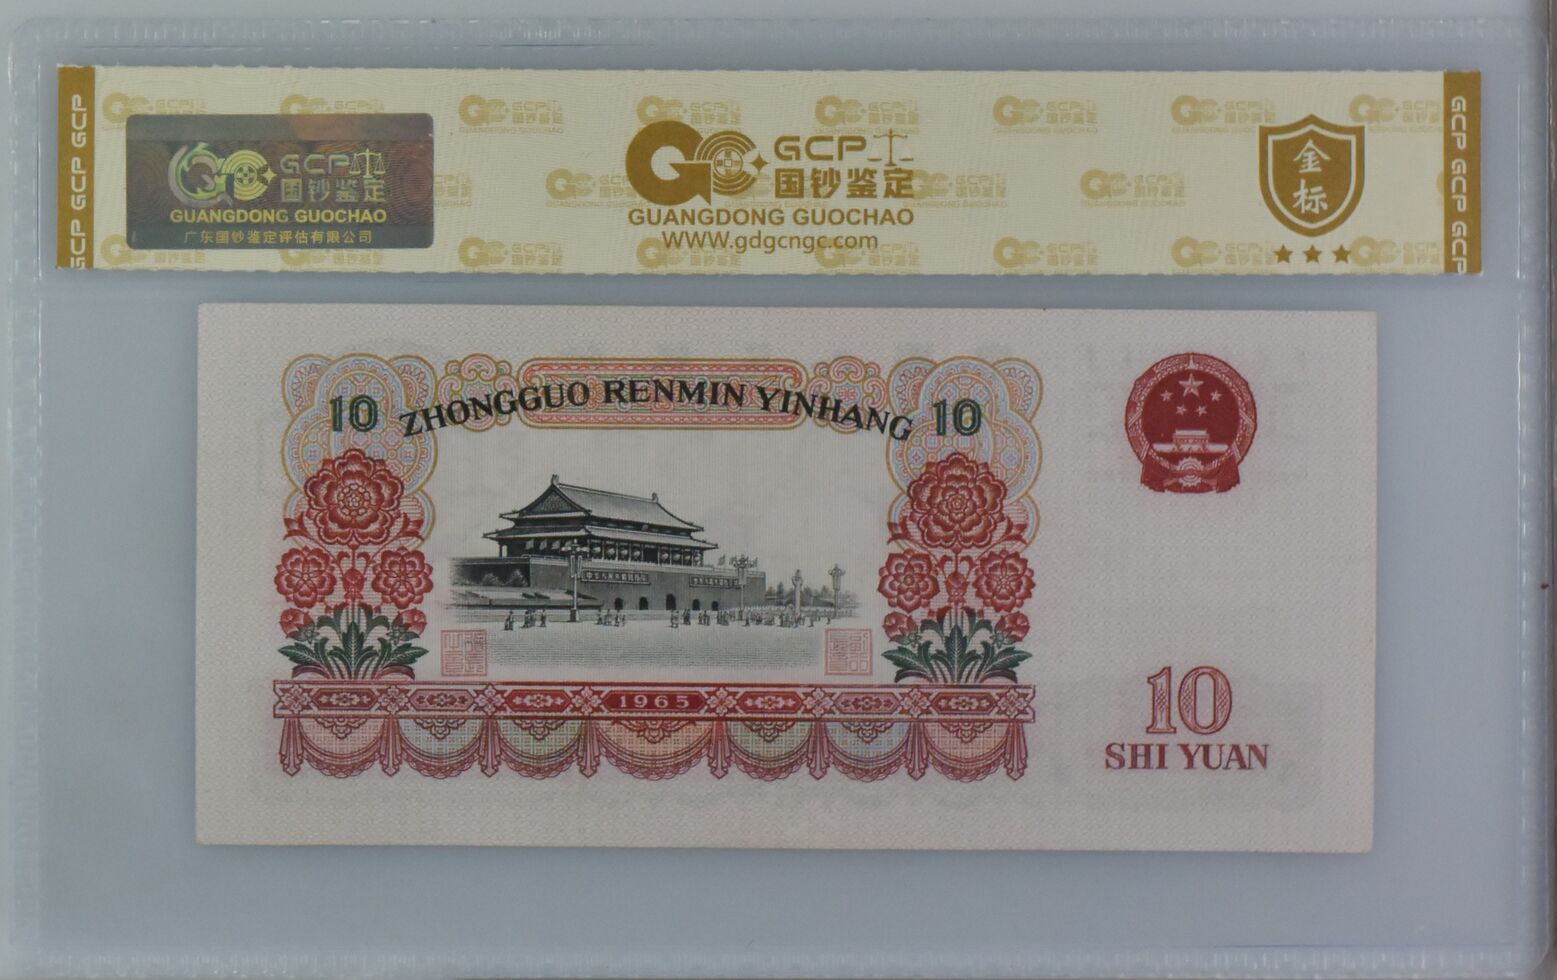 GCP GCP GCP
GCP
国钞鉴定
GUANGDONG GUOCHAO
广东国钞鉴定评估有限公司
GCP
国钞鉴定
GUANGDONG GUOCHAO
WWW.gdgcngc.com
金标
GCP GCP GCP
10 ZHONGGUO RENMIN YINHANG 10
1965
10
SHI YUAN